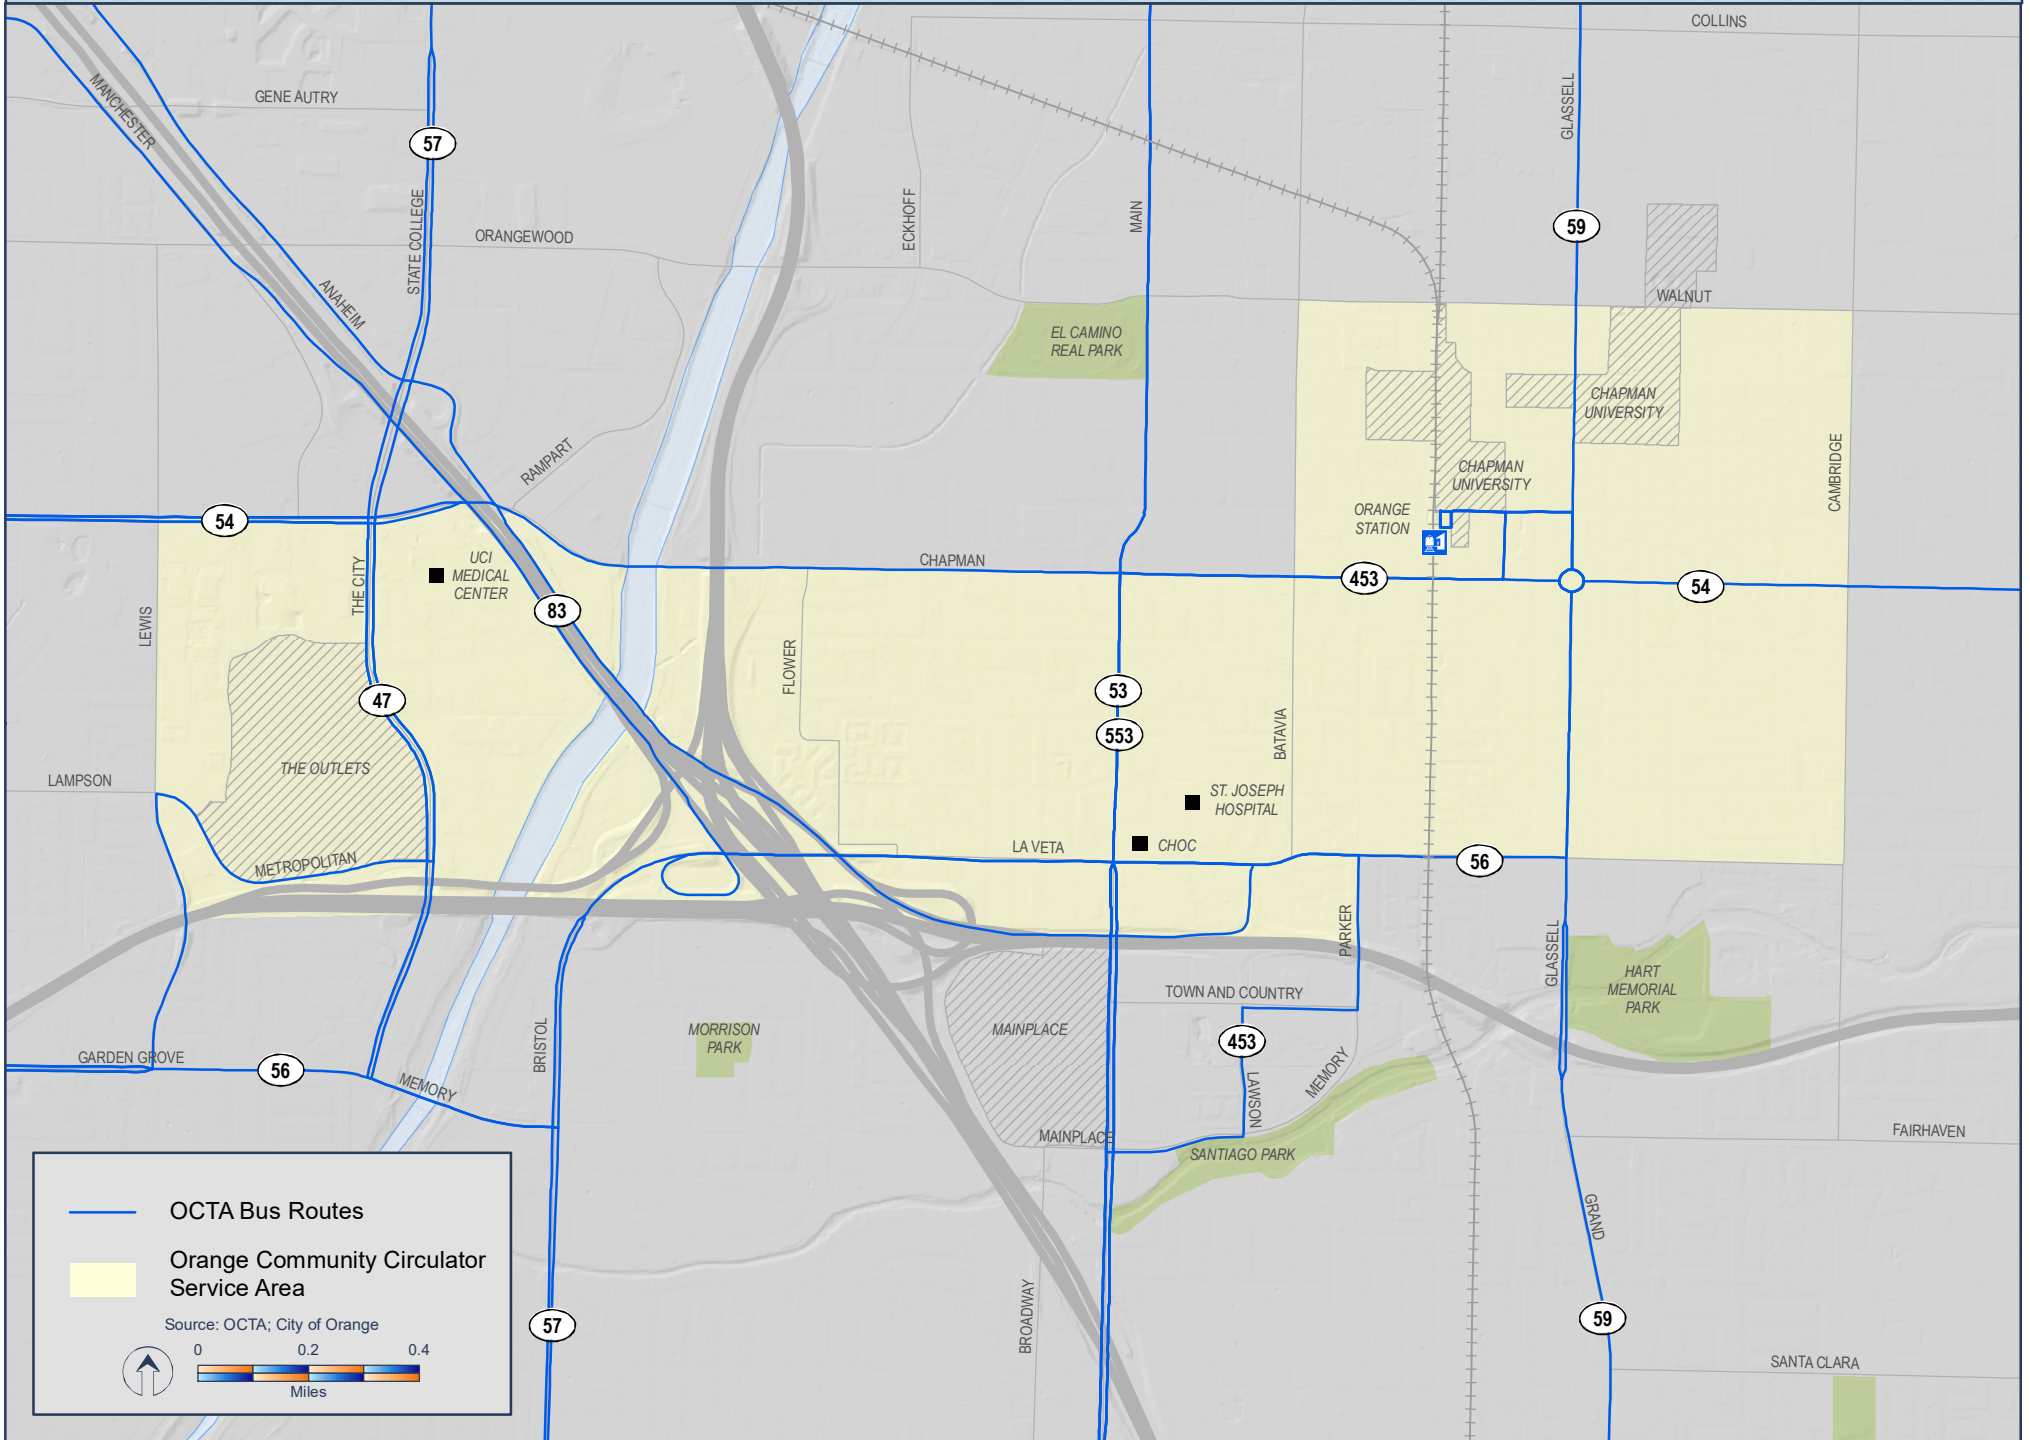 COLLINS
MANCHESTER
GENE AUTRY
GLASSELL
57
STATE COLLEGE
ORANGEWOOD
ECKHOFF
MAIN
59
ANAHEIM
WALNUT
EL CAMINO
REAL PARK
CHAPMAN
UNIVERSITY
RAMPART
CHAPMAN
UNIVERSITY
CAMBRIDGE
54
ORANGE
STATION
UCI
MEDICAL
CENTER
CHAPMAN
453
54
THE CITY
LEWIS
83
FLOWER
47
53
553
BATAVIA
THE OUTLETS
LAMPSON
ST. JOSEPH
HOSPITAL
METROPOLITAN
LA VETA
CHOC
56
PARKER
GLASSELL
HART
MEMORIAL
PARK
TOWN AND COUNTRY
MORRISON
PARK
MAINPLACE
453
BRISTOL
GARDEN GROVE
56
MEMORY
LAWSON
MEMORY
MAINPLACE
SANTIAGO PARK
FAIRHAVEN
GRAND
BROADWAY
57
59
SANTA CLARA
OCTA Bus Routes
Orange Community Circulator
Service Area
Source: OCTA; City of Orange
0 0.2 0.4
Miles